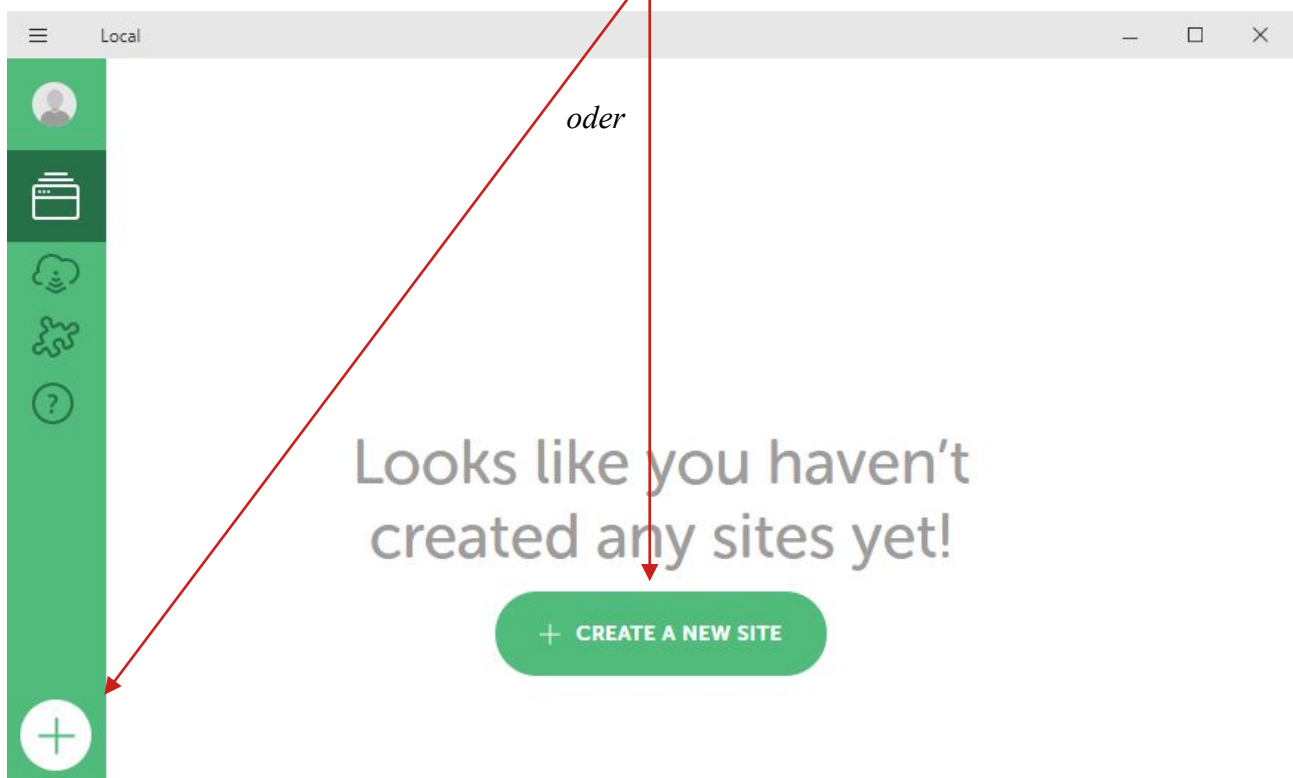 Local
oder
Looks like you haven’t
created any sites yet!
+ CREATE A NEW SITE